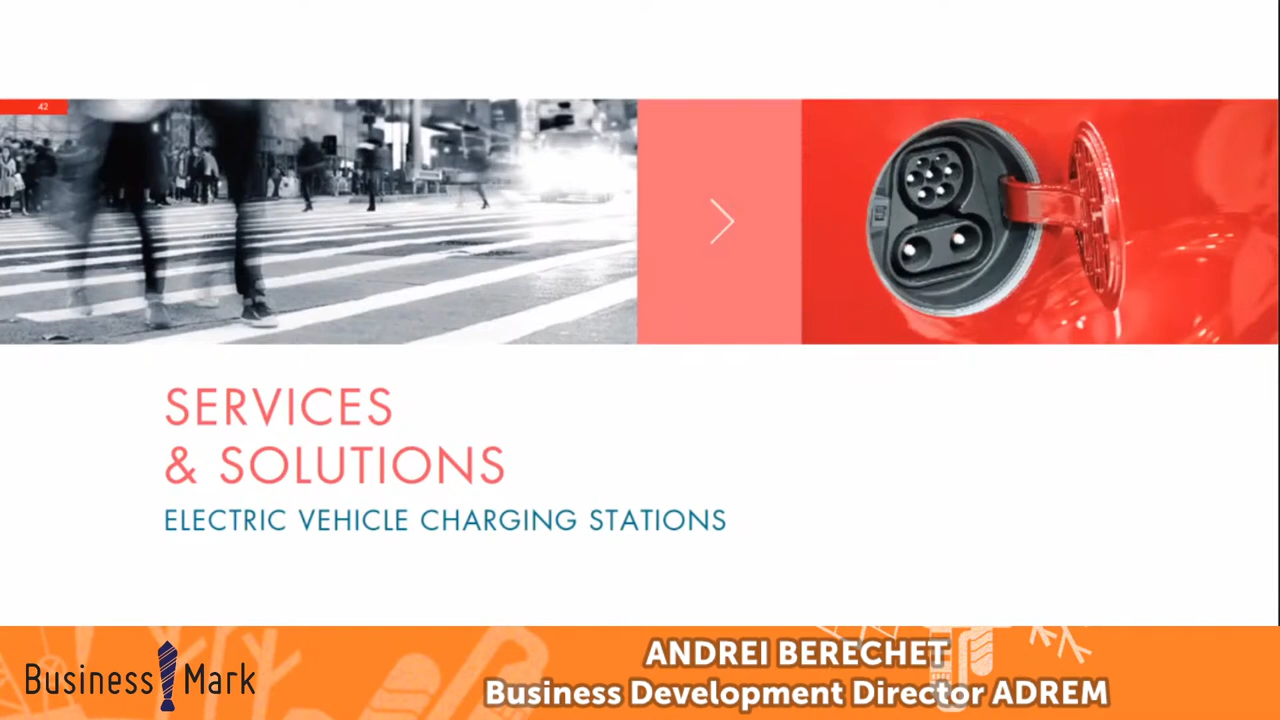 42
SERVICES
& SOLUTIONS
ELECTRIC VEHICLE CHARGING STATIONS
Business Mark
ANDREI BERECHET
Business Development Director ADREM